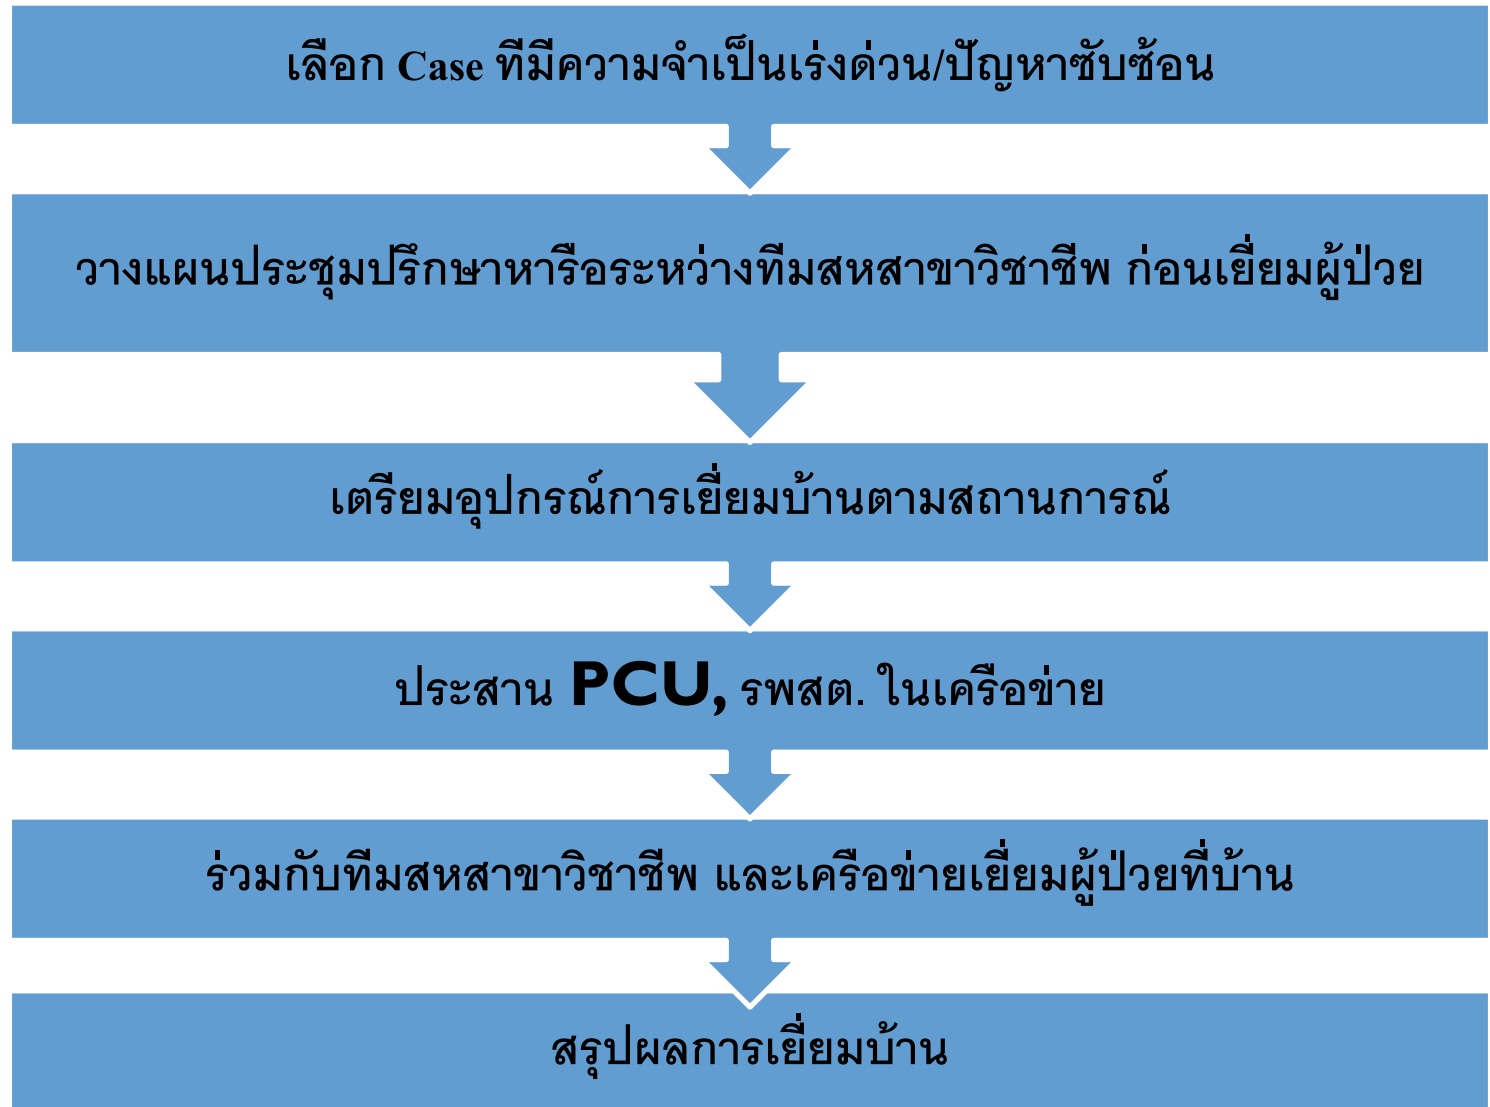 เลือก Case ทีมีความจำเป็นเร่งด่วน/ปัญหาซับซ้อน
วางแผนประชุมปรึกษาหารือระหว่างทีมสหสาขาวิชาชีพ ก่อนเยี่ยมผู้ป่วย
เตรียมอุปกรณ์การเยี่ยมบ้านตามสถานการณ์
ประสาน PCU, รพสต. ในเครือข่าย
ร่วมกับทีมสหสาขาวิชาชีพ และเครือข่ายเยี่ยมผู้ป่วยที่บ้าน
สรุปผลการเยี่ยมบ้าน